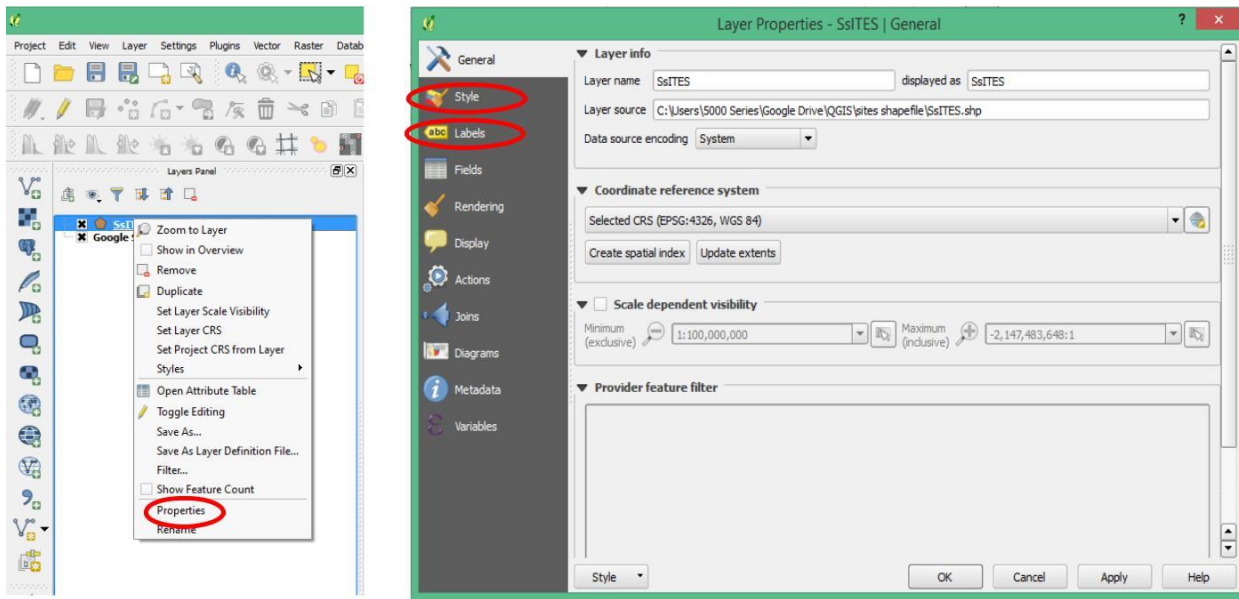 Project Edit View Layer Settings Plugins Vector Raster Datab
Layers Panel
SsIT
Google
Zoom to Layer
Show in Overview
Remove
Duplicate
Set Layer Scale Visibility
Set Layer CRS
Set Project CRS from Layer
Styles
Open Attribute Table
Toggle Editing
Save As...
Save As Layer Definition File...
Filter...
Show Feature Count
Properties
Rename
Layer Properties - SsITES | General
?
General
Style
abc Labels
Fields
Rendering
Display
Actions
Joins
Diagrams
Metadata
Variables
Layer info
Layer name SsITES displayed as SsITES
Layer source C:\Users\5000 Series\Google Drive\QGIS\sites shapefile\SsITES.shp
Data source encoding System
Coordinate reference system
Selected CRS (EPSG:4326, WGS 84)
Create spatial index Update extents
Scale dependent visibility
Minimum (exclusive) 1:100,000,000 Maximum (inclusive) -2,147,483,648:1
Provider feature filter
Style OK Cancel Apply Help